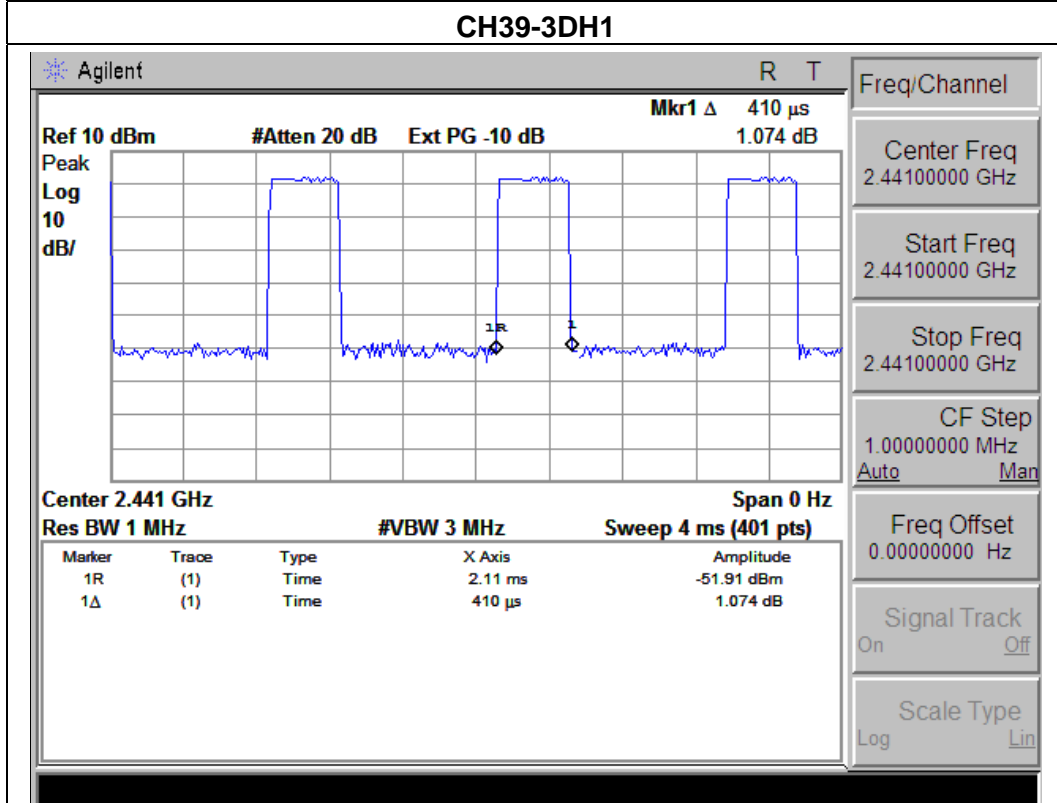 CH39-3DH1
Agilent R T
Mkr1 Δ 410 μs
Ref 10 dBm #Atten 20 dB Ext PG -10 dB 1.074 dB
Peak
Log
10
dB/
1R 1
Center 2.441 GHz Span 0 Hz
Res BW 1 MHz #VBW 3 MHz Sweep 4 ms (401 pts)
Marker Trace Type X Axis Amplitude
1R (1) Time 2.11 ms -51.91 dBm
1Δ (1) Time 410 μs 1.074 dB
Freq/Channel
Center Freq
2.44100000 GHz
Start Freq
2.44100000 GHz
Stop Freq
2.44100000 GHz
CF Step
1.00000000 MHz
Auto Man
Freq Offset
0.00000000 Hz
Signal Track
On Off
Scale Type
Log Lin